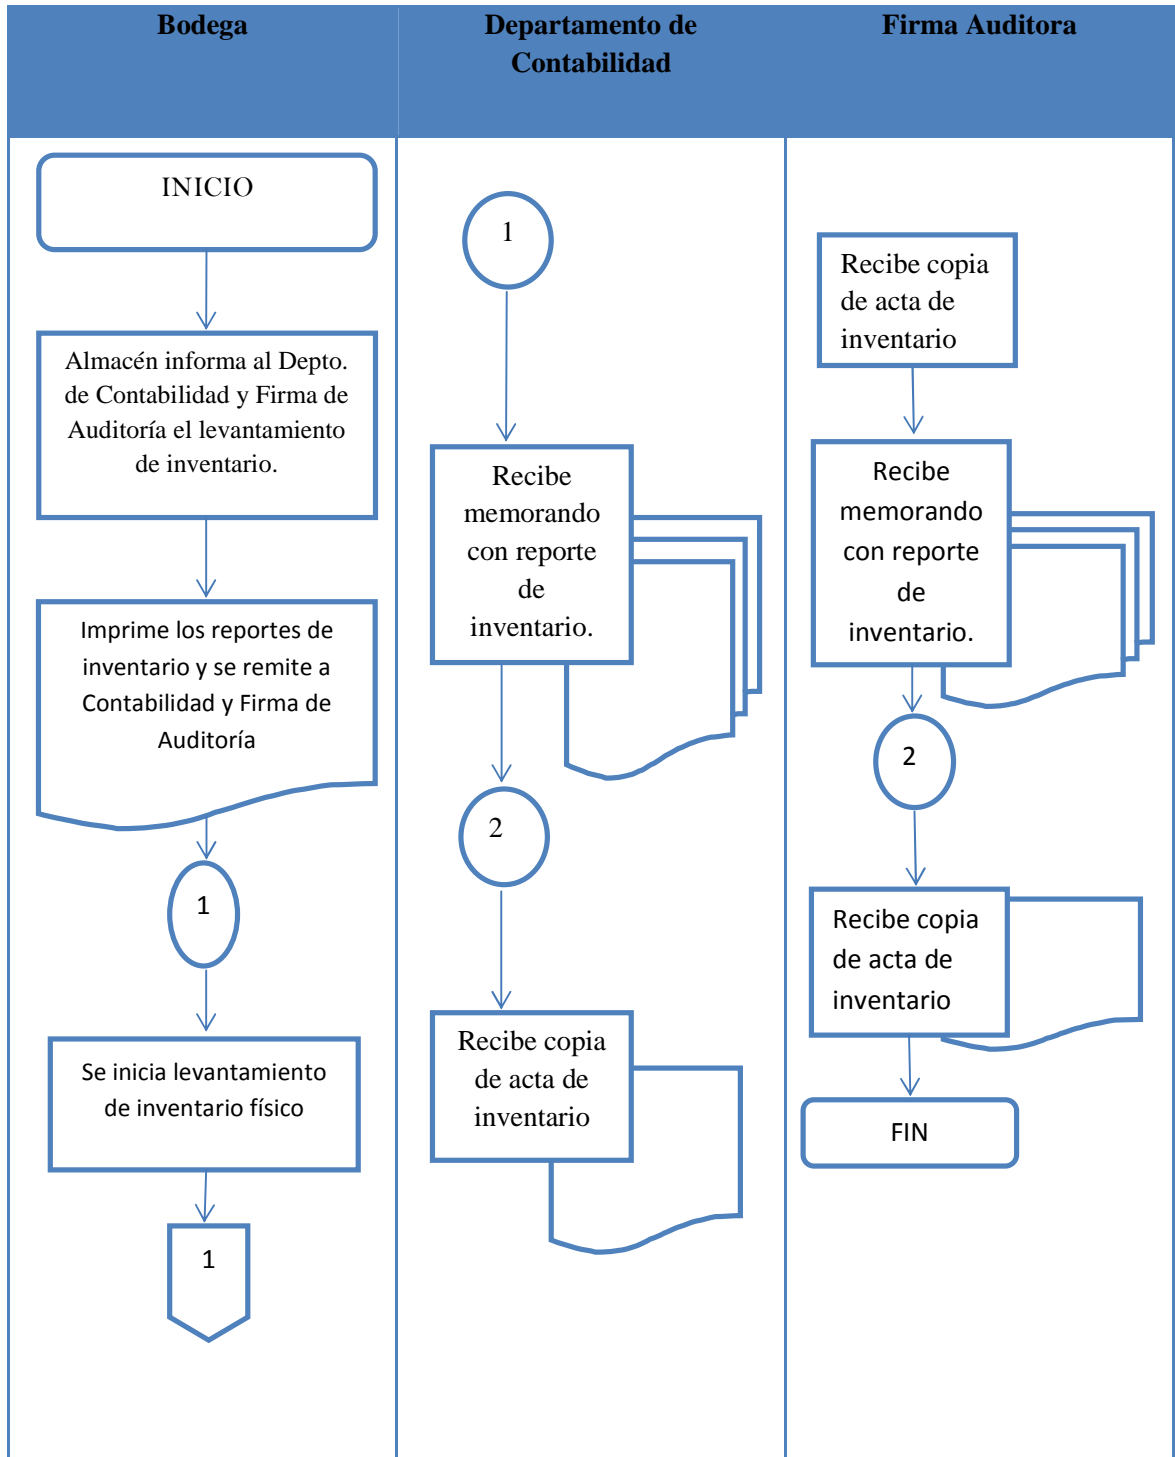 Bodega
Departamento de
Contabilidad
Firma Auditora
INICIO
Almacén informa al Depto.
de Contabilidad y Firma de
Auditoría el levantamiento
de inventario.
Imprime los reportes de
inventario y se remite a
Contabilidad y Firma de
Auditoría
1
Se inicia levantamiento
de inventario físico
1
1
Recibe
memorando
con reporte
de
inventario.
2
Recibe copia
de acta de
inventario
Recibe copia
de acta de
inventario
Recibe
memorando
con reporte
de
inventario.
2
Recibe copia
de acta de
inventario
FIN